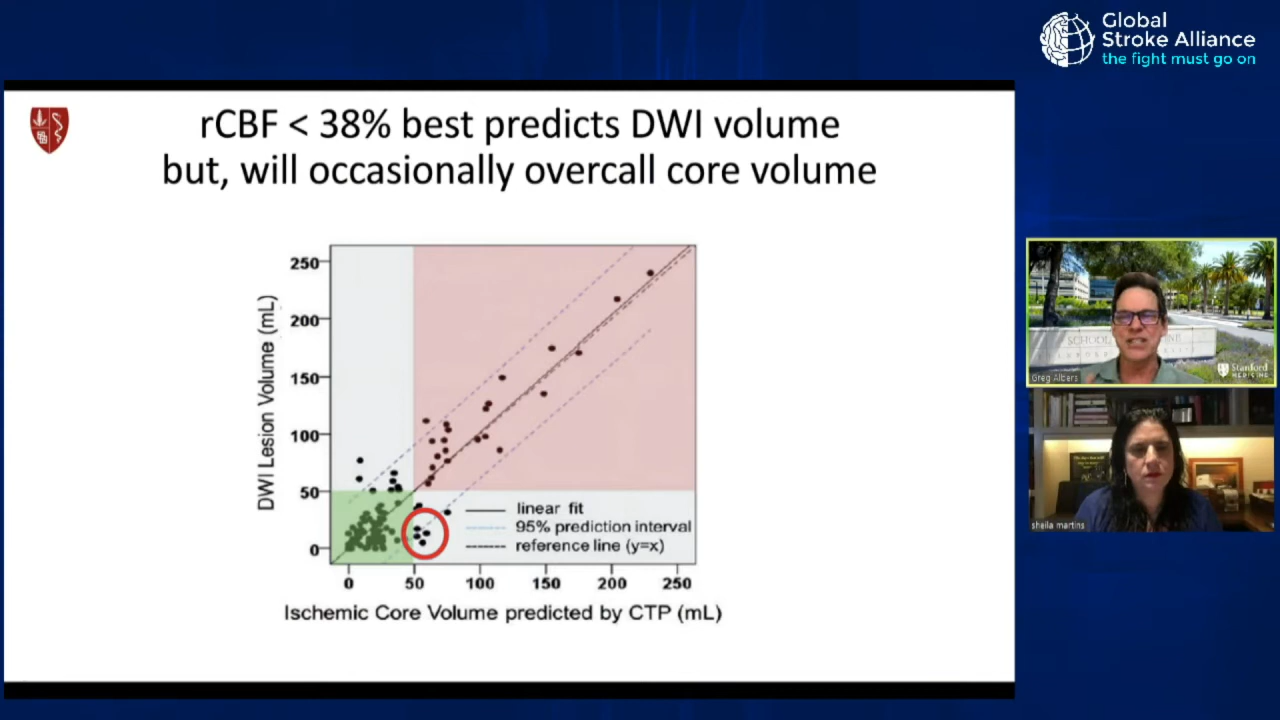 Global
Stroke Alliance
the fight must go on
rCBF < 38% best predicts DWI volume
but, will occasionally overcall core volume
DWI Lesion Volume (mL)
250
200
150
100
50
0
linear fit
95% prediction interval
reference line (y=x)
0 50 100 150 200 250
Ischemic Core Volume predicted by CTP (mL)
Greg Albers
Stanford
MEDICINE
sheila martins